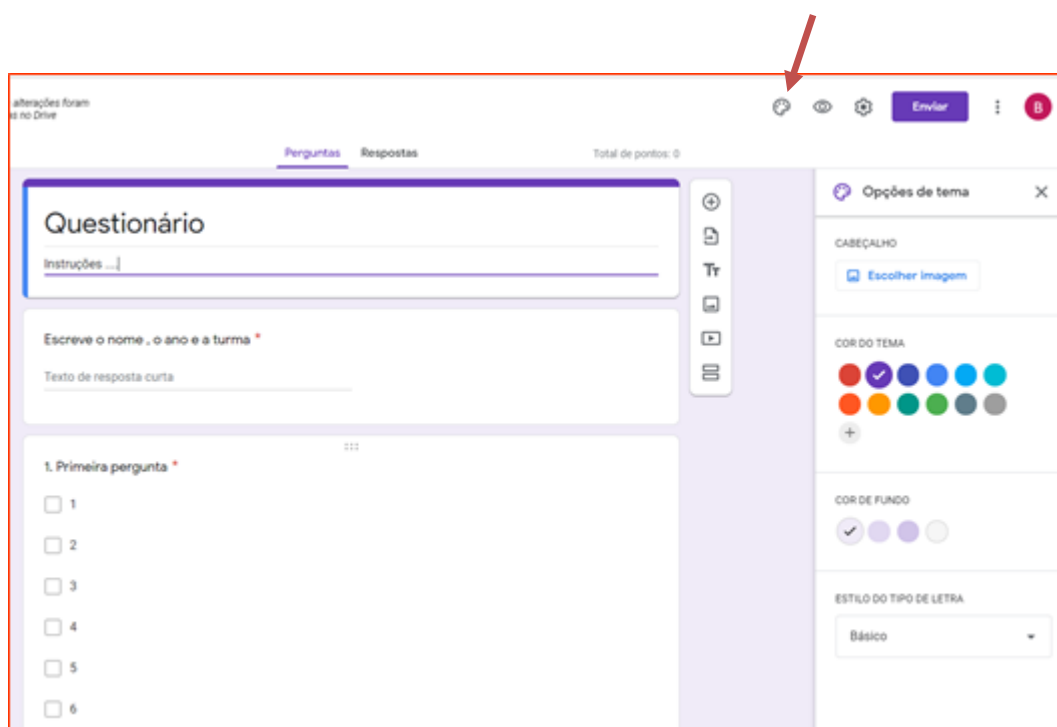 alterações foram
s no Drive
Enviar
B
Perguntas Respostas Total de pontos: 0
Questionário
Instruções ....
Escreve o nome , o ano e a turma *
Texto de resposta curta
1. Primeira pergunta *
1
2
3
4
5
6
Tr
Opções de tema
CABEÇALHO
Escolher imagem
COR DO TEMA
COR DE FUNDO
ESTILO DO TIPO DE LETRA
Básico